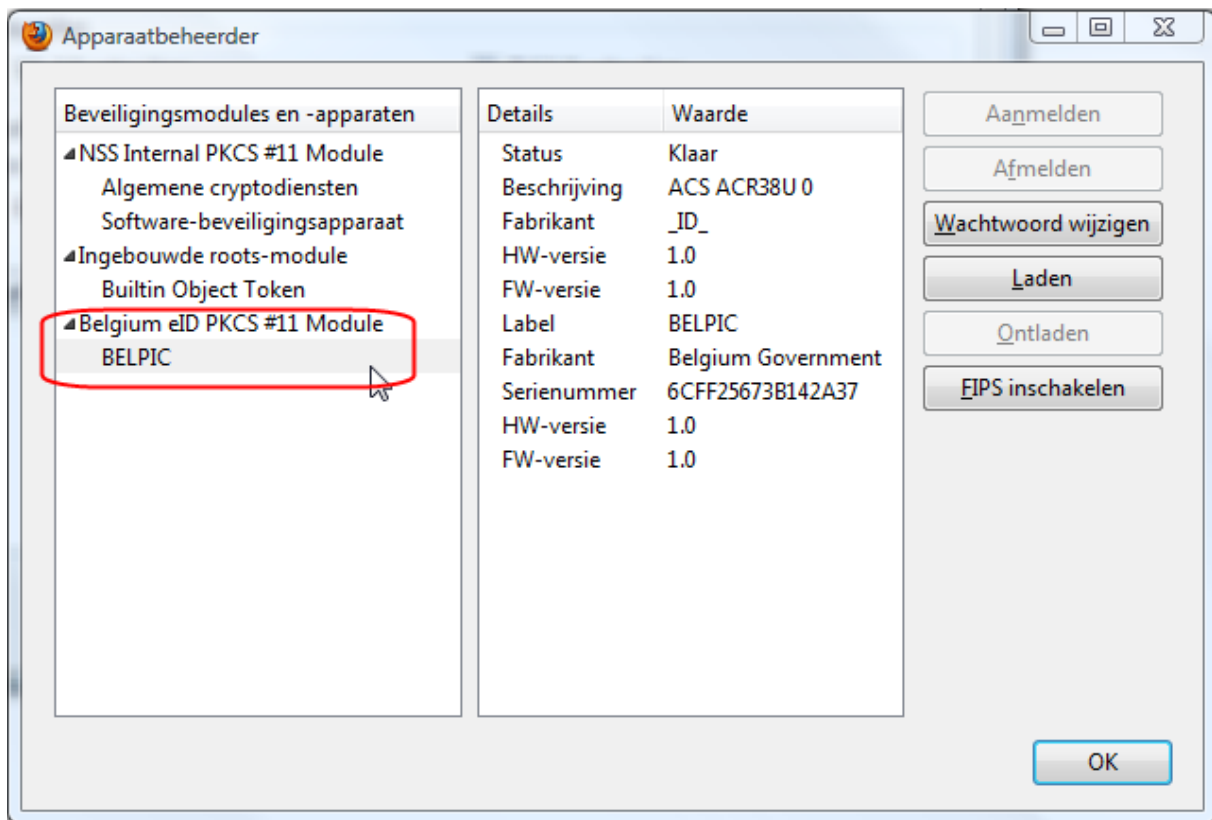 Apparaatbeheerder
Beveiligingsmodules en -apparaten
NSS Internal PKCS #11 Module
Algemene cryptodiensten
Software-beveiligingsapparaat
Ingebouwde roots-module
Builtin Object Token
Belgium eID PKCS #11 Module
BELPIC
Details Waarde
Status Klaar
Beschrijving ACS ACR38U 0
Fabrikant _ID_
HW-versie 1.0
FW-versie 1.0
Label BELPIC
Fabrikant Belgium Government
Serienummer 6CFF25673B142A37
HW-versie 1.0
FW-versie 1.0
Aanmelden
Afmelden
Wachtwoord wijzigen
Laden
Ontladen
FIPS inschakelen
OK